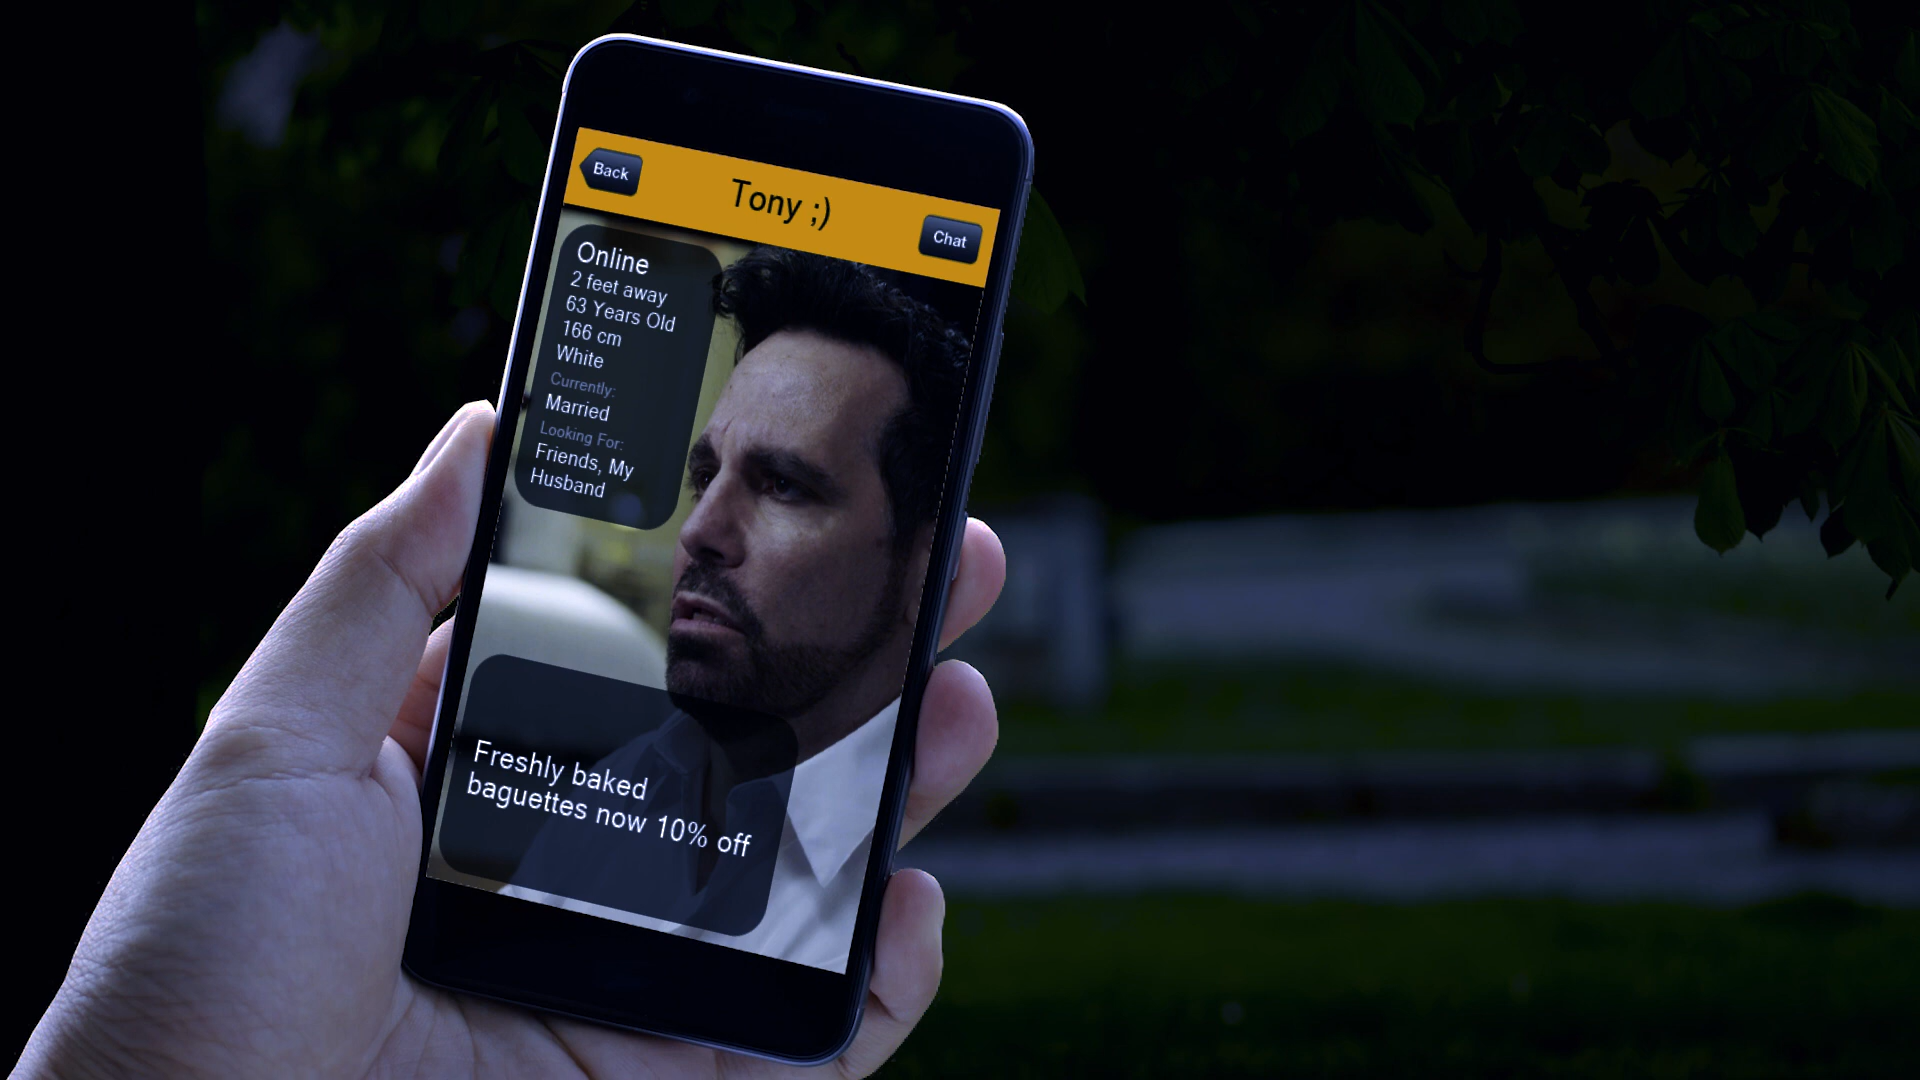 Back
Tony ;)
Chat
Online
2 feet away
63 Years Old
166 cm
White
Currently:
Married
Looking For:
Friends, My
Husband
Freshly baked
baguettes now 10% off